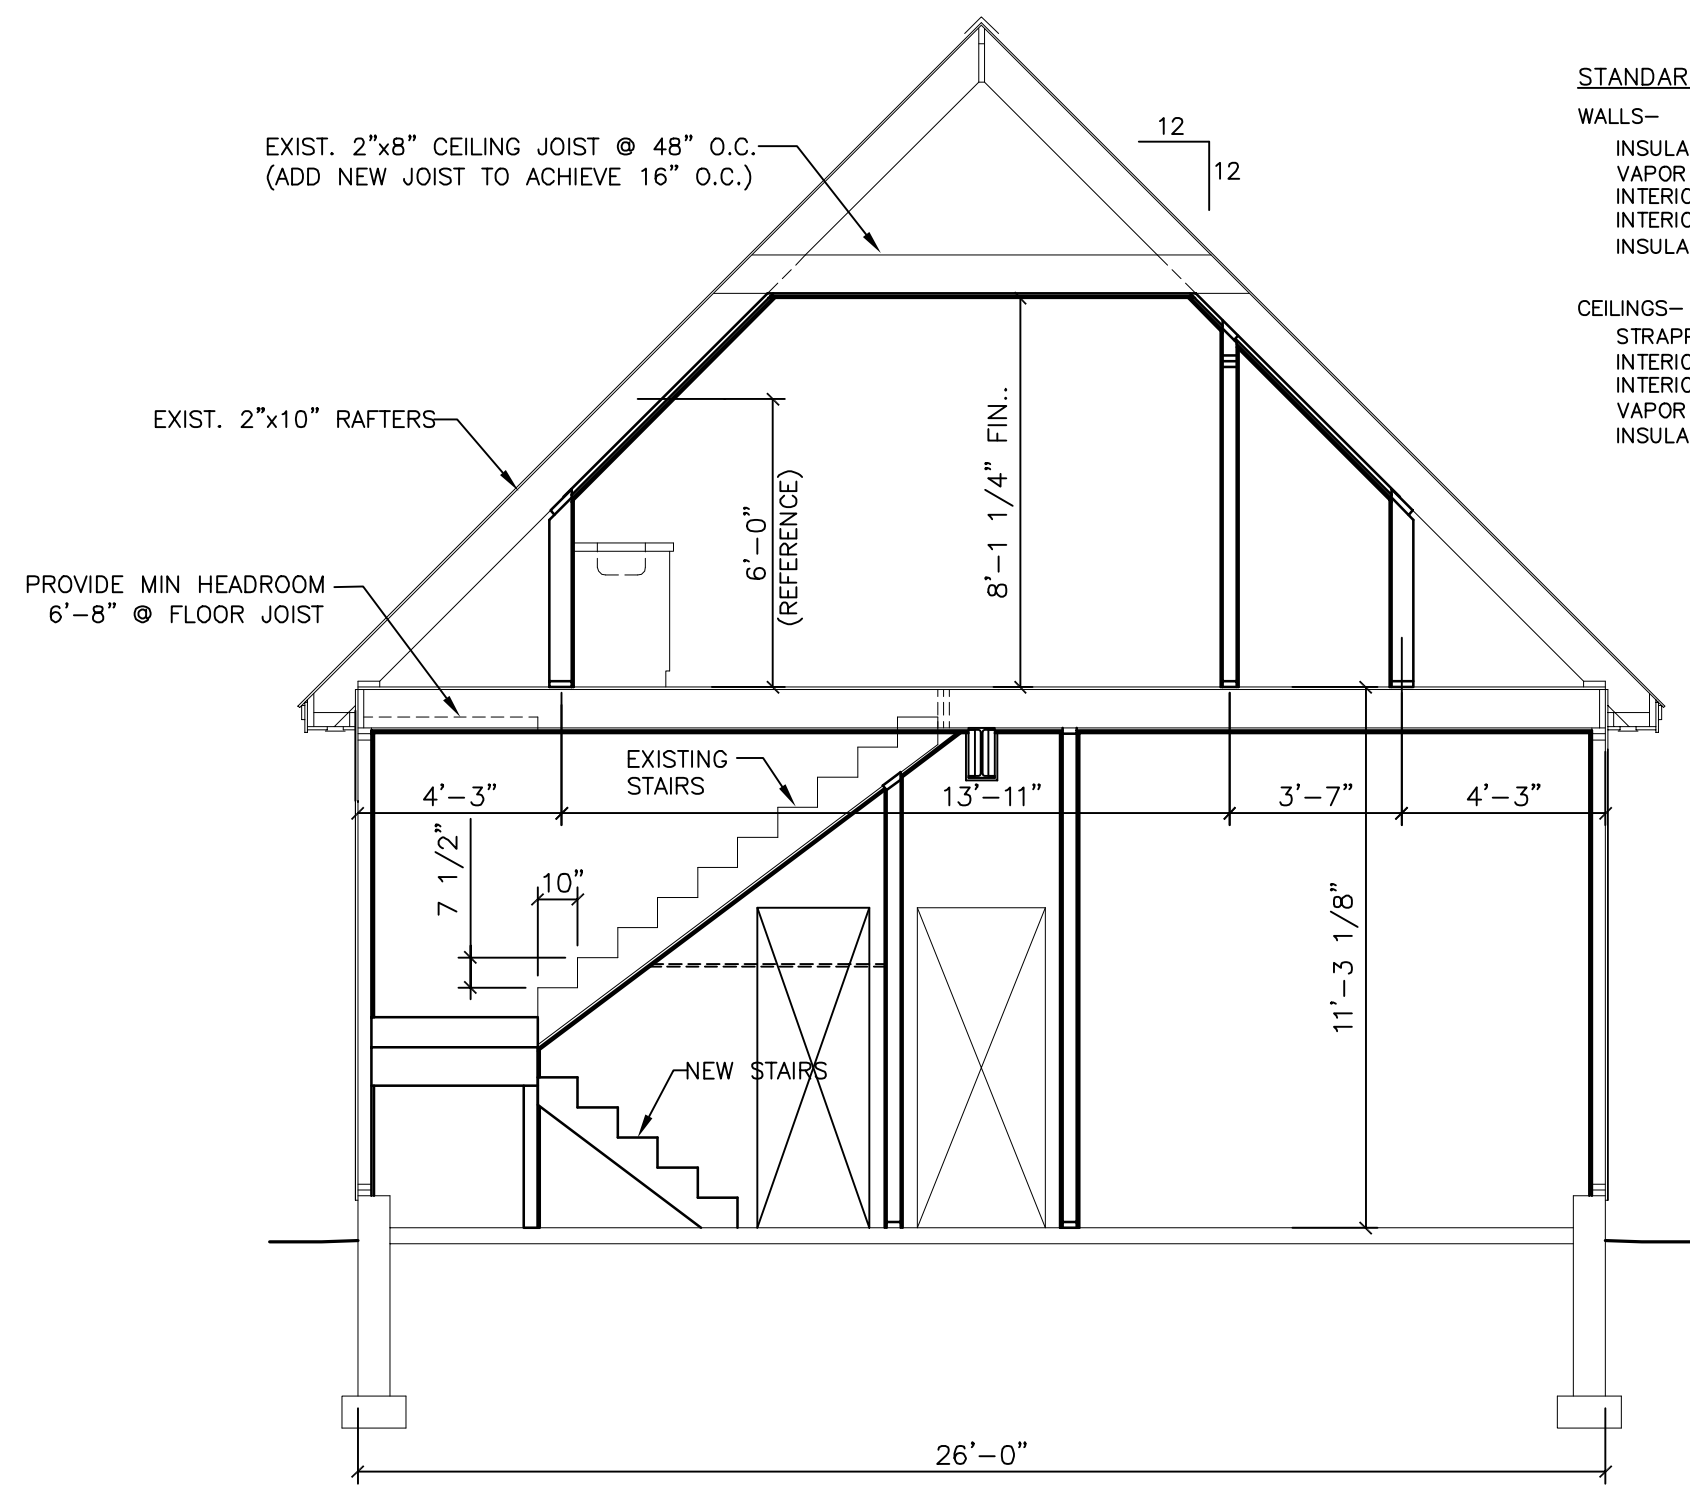 STANDAR
WALLS–
INSULA
VAPOR
INTERIO
INTERIO
INSULA
CEILINGS–
STRAPP
INTERIO
INTERIO
VAPOR
INSULA
EXIST. 2"x8" CEILING JOIST @ 48" O.C.
(ADD NEW JOIST TO ACHIEVE 16" O.C.)
12
12
EXIST. 2"x10" RAFTERS
6'–0"
(REFERENCE)
8'–1 1/4" FIN..
PROVIDE MIN HEADROOM
6'–8" @ FLOOR JOIST
EXISTING
STAIRS
4'–3"
13'–11"
3'–7"
4'–3"
7 1/2"
10"
11'–3 1/8"
NEW STAIRS
26'–0"